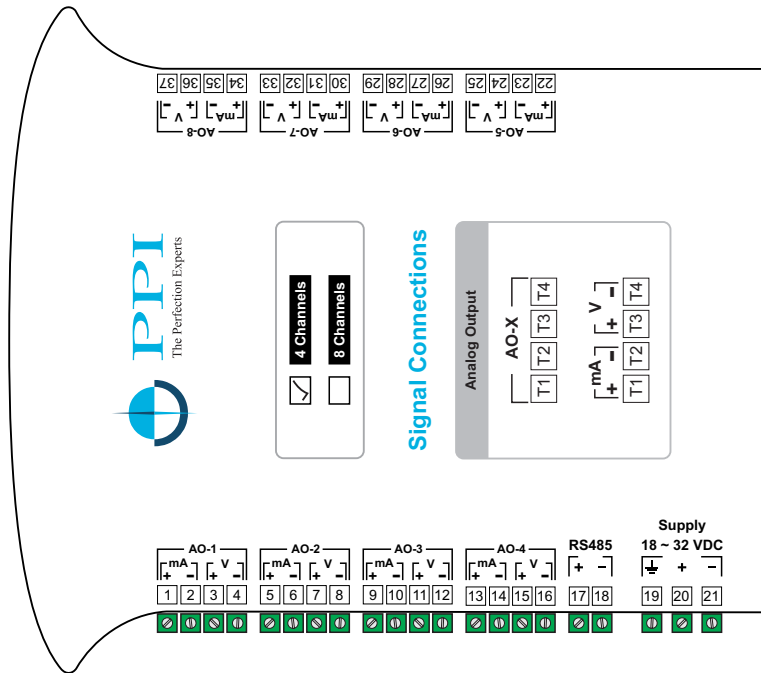 37 36 35 34 33 32 31 30 29 28 27 26 25 24 23 22
- V + - mA + - V + - mA + - V + - mA + - V + - mA +
AO-8 AO-7 AO-6 AO-5
PPI
The Perfection Experts
4 Channels
8 Channels
Signal Connections
Analog Output
AO-X
T1 T2 T3 T4
mA V
+ - + -
T1 T2 T3 T4
Supply
RS485 18 ~ 32 VDC
AO-1 AO-2 AO-3 AO-4
mA V mA V mA V mA V
+ - + - + - + - + - + - + - + - + - + -
1 2 3 4 5 6 7 8 9 10 11 12 13 14 15 16 17 18 19 20 21